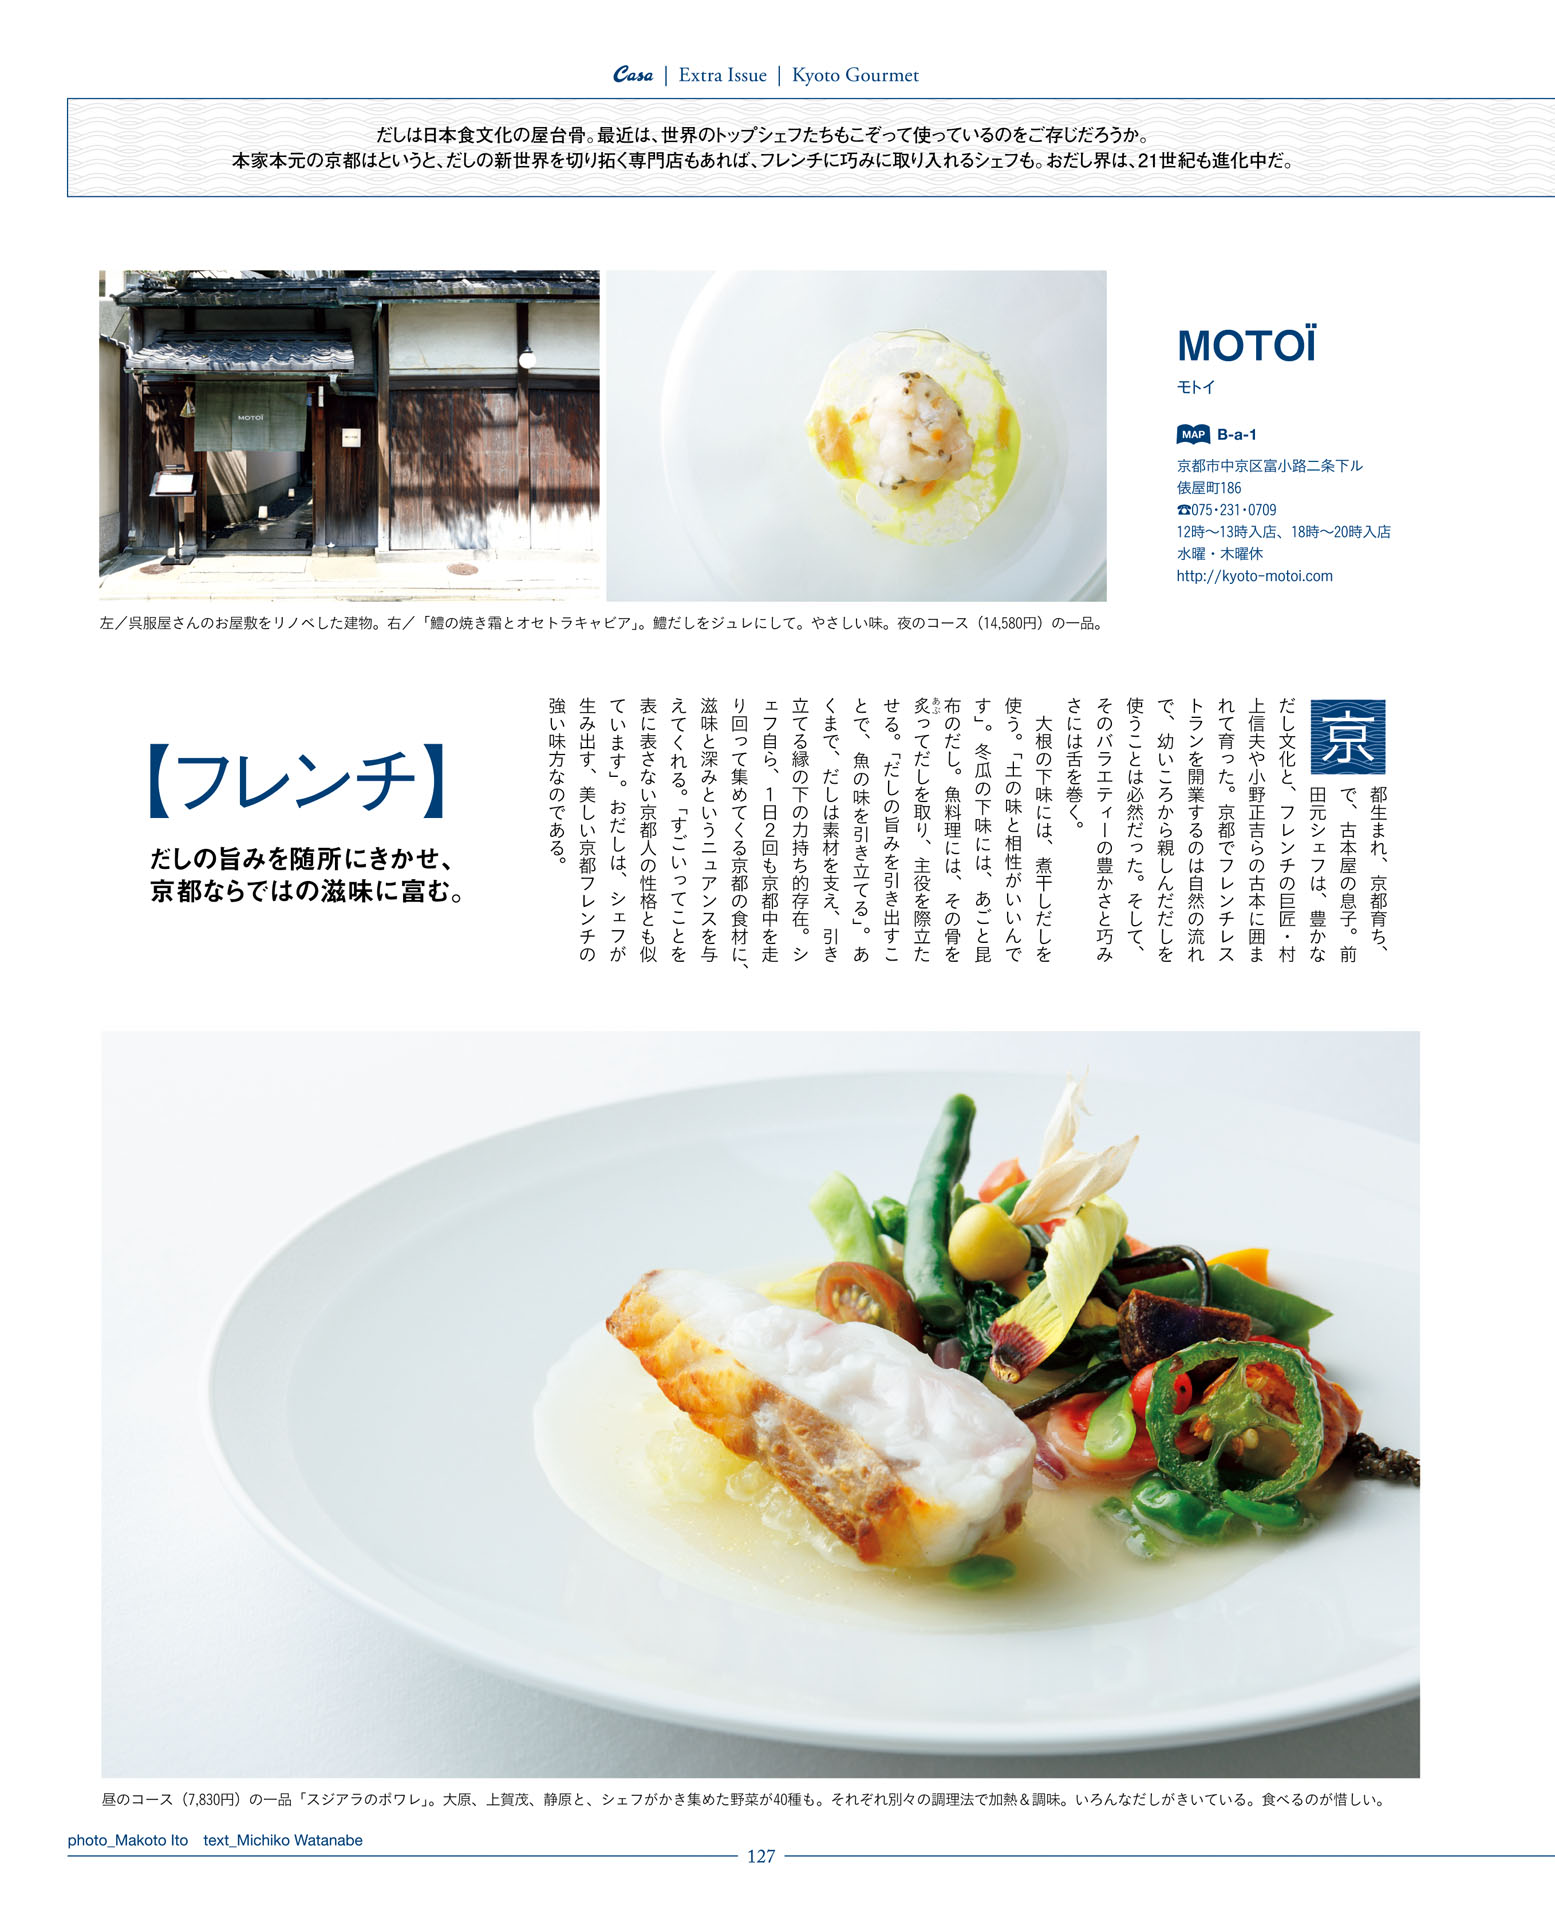 Casa | Extra Issue | Kyoto Gourmet
だしは日本食文化の屋台骨。最近は、世界のトップシェフたちもこぞって使っているのをご存じだろうか。
本家本元の京都はというと、だしの新世界を切り拓く専門店もあれば、フレンチに巧みに取り入れるシェフも。おだし界は、21世紀も進化中だ。
MOTOÏ
MOTOÏ
モトイ
MAP B-a-1
京都市中京区富小路二条下ル
俵屋町186
☎075・231・0709
12時〜13時入店、18時〜20時入店
水曜・木曜休
http://kyoto-motoi.com
左／呉服屋さんのお屋敷をリノベした建物。右／「鱧の焼き霜とオセトラキャビア」。鱧だしをジュレにして。やさしい味。夜のコース（14,580円）の一品。
【フレンチ】
だしの旨みを随所にきかせ、
京都ならではの滋味に富む。
京都生まれ、京都育ち、
で、古本屋の息子。前
田元シェフは、豊かな
だし文化と、フレンチの巨匠・村
上信夫や小野正吉らの古本に囲ま
れて育った。京都でフレンチレス
トランを開業するのは自然の流れ
で、幼いころから親しんだだしを
使うことは必然だった。そして、
そのバラエティーの豊かさと巧み
さには舌を巻く。
大根の下味には、煮干しだしを
使う。「土の味と相性がいいんで
す」。冬瓜の下味には、あごと昆
布のだし。魚料理には、その骨を
炙ってだしを取り、主役を際立た
あぶ
せる。「だしの旨みを引き出すこ
とで、魚の味を引き立てる」。あ
くまで、だしは素材を支え、引き
立てる縁の下の力持ち的存在。シ
ェフ自ら、1日2回も京都中を走
り回って集めてくる京都の食材に、
滋味と深みというニュアンスを与
えてくれる。「すごいってことを
表に表さない京都人の性格とも似
ています」。おだしは、シェフが
生み出す、美しい京都フレンチの
強い味方なのである。
昼のコース（7,830円）の一品「スジアラのポワレ」。大原、上賀茂、静原と、シェフがかき集めた野菜が40種も。それぞれ別々の調理法で加熱＆調味。いろんなだしがきいている。食べるのが惜しい。
photo_Makoto Ito text_Michiko Watanabe
127